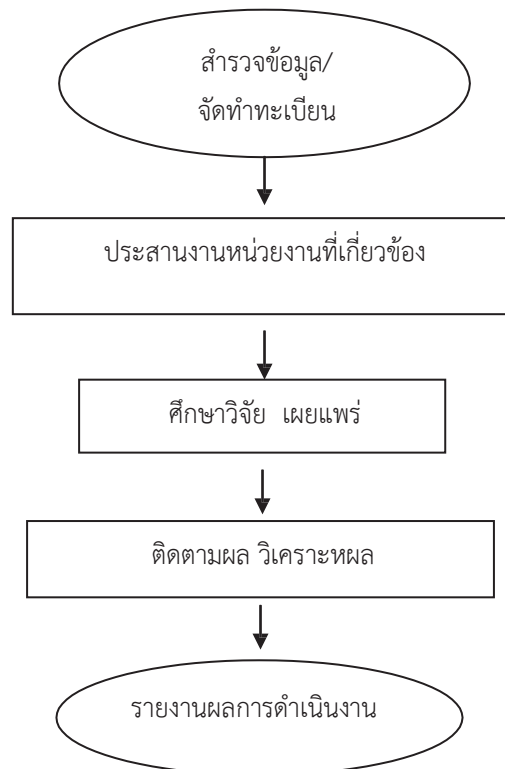 สำรวจข้อมูล/
จัดทำทะเบียน
ประสานงานหน่วยงานที่เกี่ยวข้อง
ศึกษาวิจัย เผยแพร่
ติดตามผล วิเคราะหผล
รายงานผลการดำเนินงาน